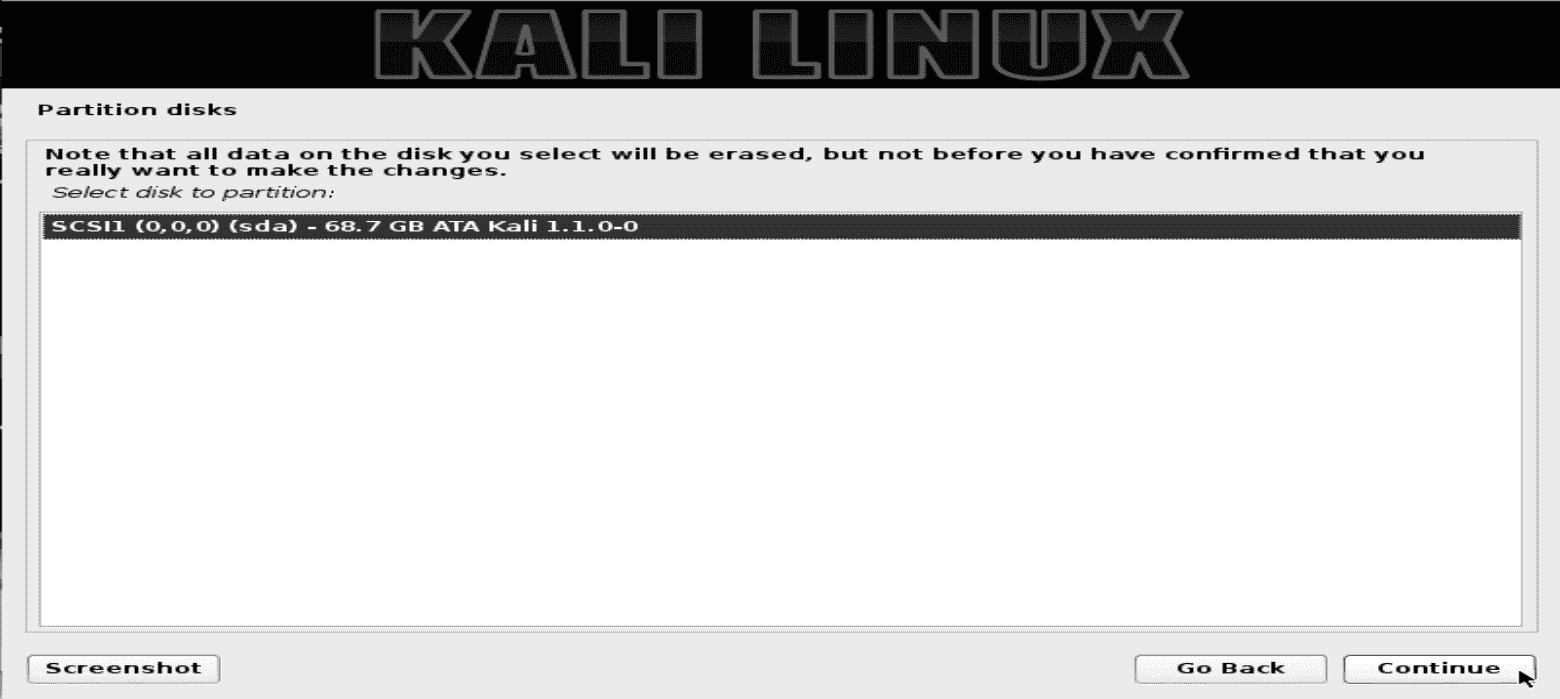 KALI LINUX
Partition disks
Note that all data on the disk you select will be erased, but not before you have confirmed that you
really want to make the changes.
Select disk to partition:
SCSI1 (0,0,0) (sda) - 68.7 GB ATA Kali 1.1.0-0
Screenshot
Go Back
Continue